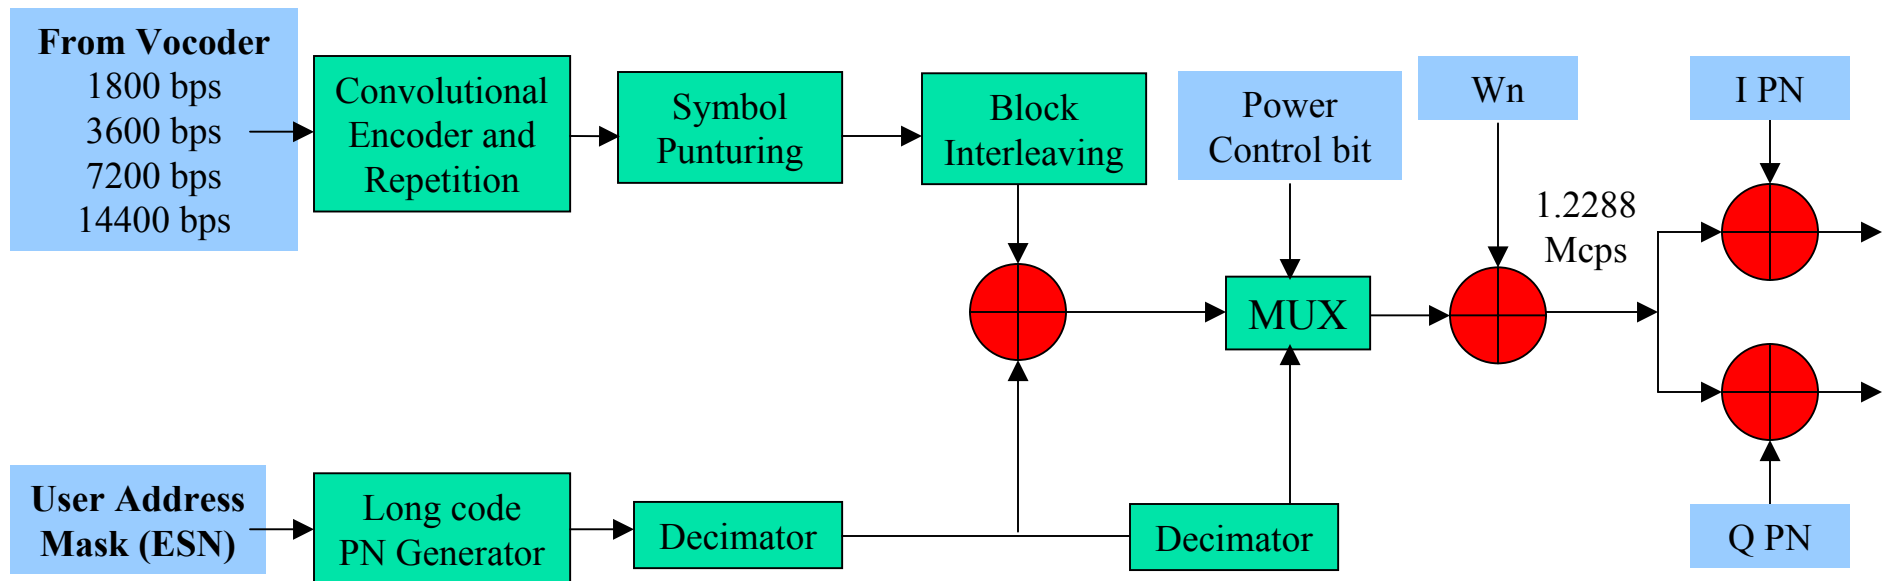 From Vocoder
1800 bps
3600 bps
7200 bps
14400 bps
Convolutional
Encoder and
Repetition
Symbol
Punturing
Block
Interleaving
Power
Control bit
Wn
I PN
1.2288
Mcps
MUX
User Address
Mask (ESN)
Long code
PN Generator
Decimator
Decimator
Q PN